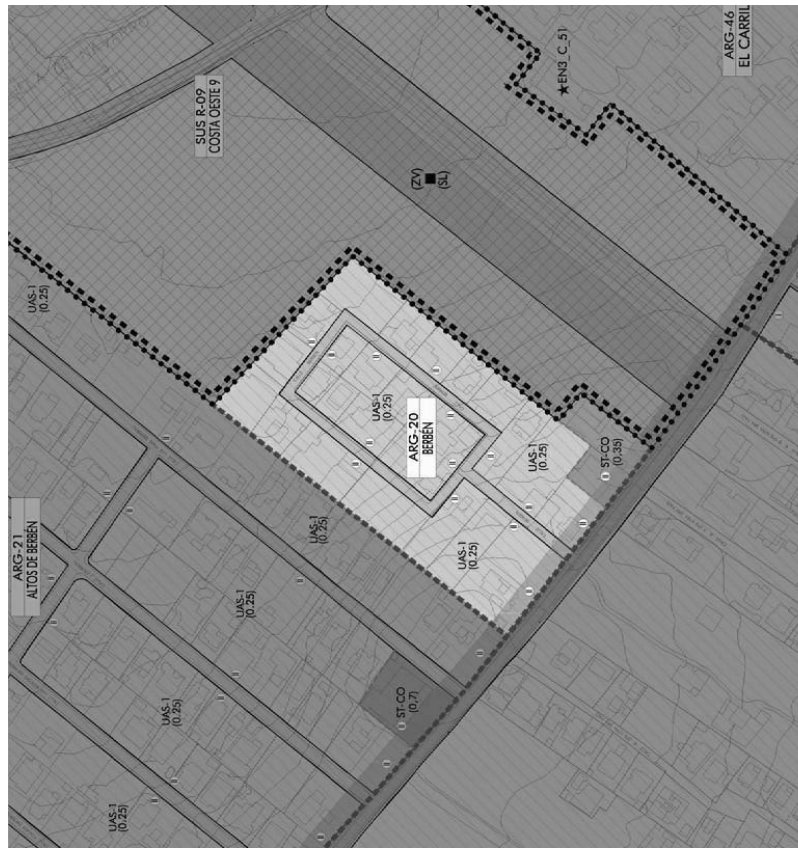 SUS R-09
COSTA OESTE 9
ARG-46
EL CARRIL
★EN3_C_51
(ZV)
(SL)
UAS-1
(0.25)
UAS-1
(0.25)
ARG-20
BERBÉN
UAS-1
(0.25)
ST-CO
(0,35)
ARG-21
ALTOS DE BERBÉN
UAS-1
(0.25)
UAS-1
(0.25)
UAS-1
(0.25)
ST-CO
(0,7)
UAS-1
(0.25)
UAS-1
(0.25)